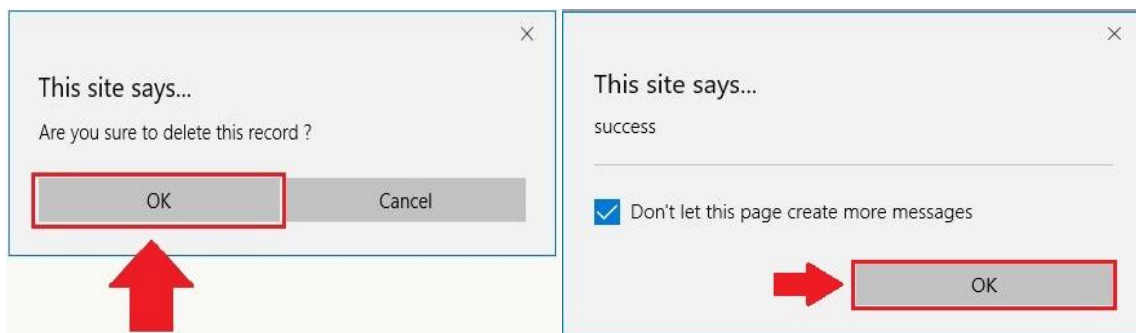 This site says...
Are you sure to delete this record ?
OK
Cancel
This site says...
success
Don't let this page create more messages
OK